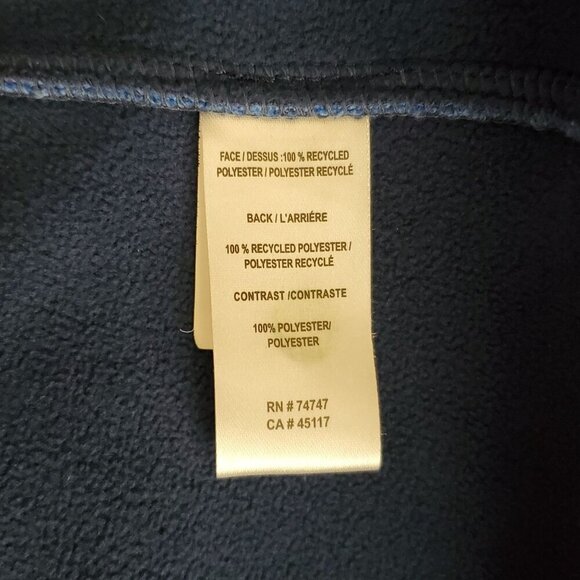 FACE / DESSUS :100 % RECYCLED
POLYESTER / POLYESTER RECYCLÉ
BACK / L'ARRIÉRE
100 % RECYCLED POLYESTER /
POLYESTER RECICLÉ
CONTRAST /CONTRASTE
100% POLYESTER/
POLYESTER
RN # 74747
CA # 45117